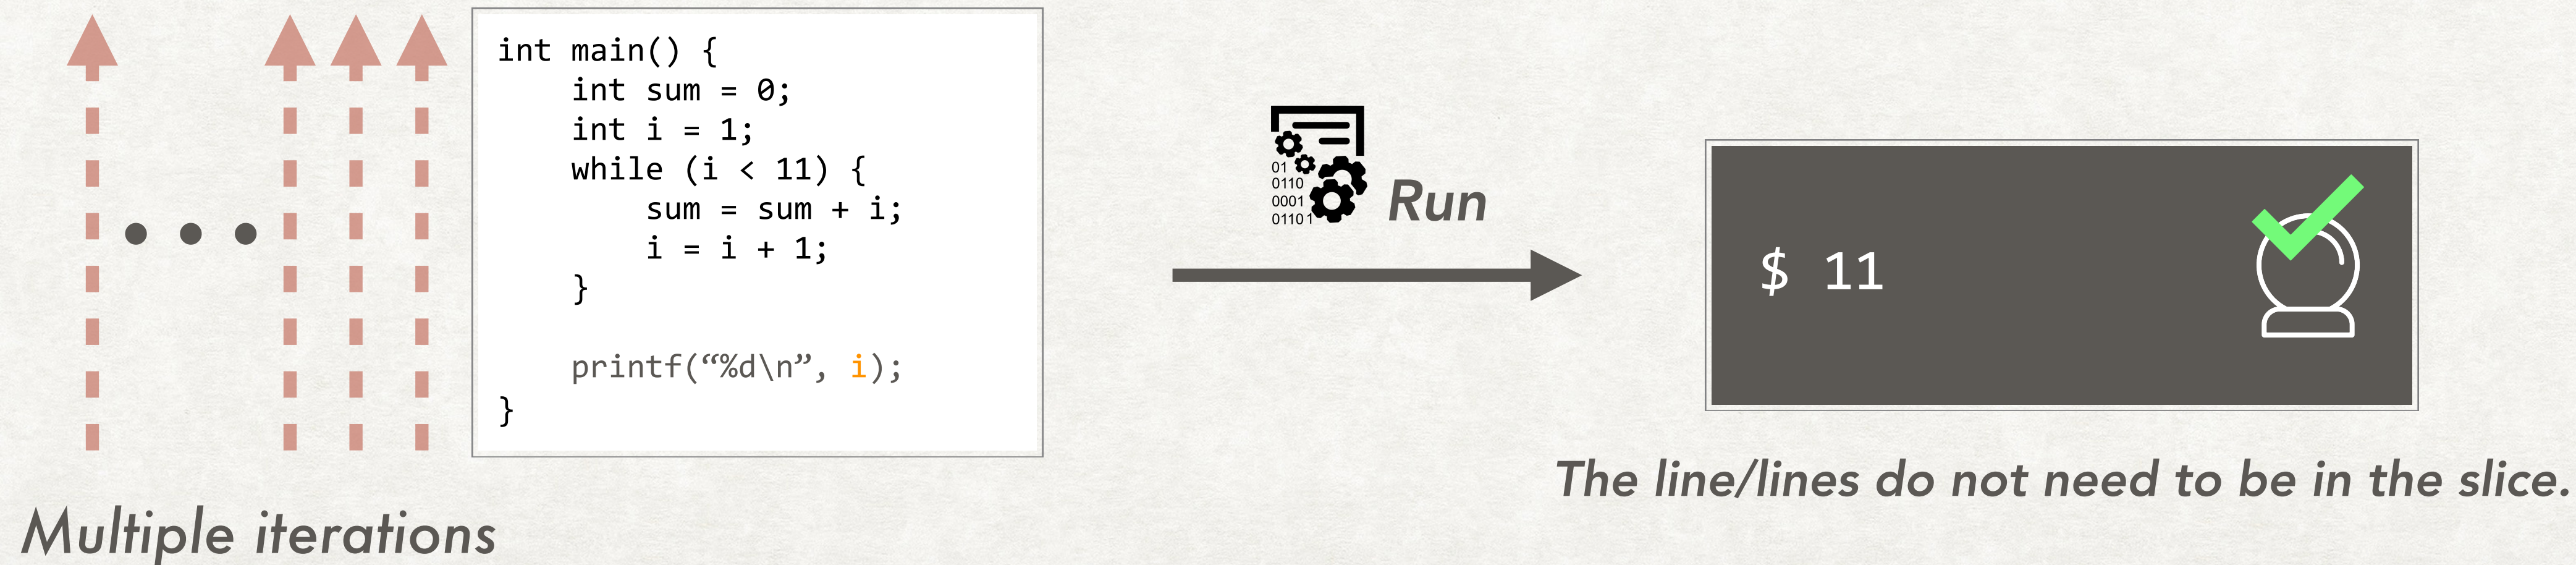 int main() {
    int sum = 0;
    int i = 1;
    while (i < 11) {
        sum = sum + i;
        i = i + 1;
    }
    printf(“%d\n”, i);
}
Multiple iterations
01
0110
0001
01101
Run
$ 11
The line/lines do not need to be in the slice.